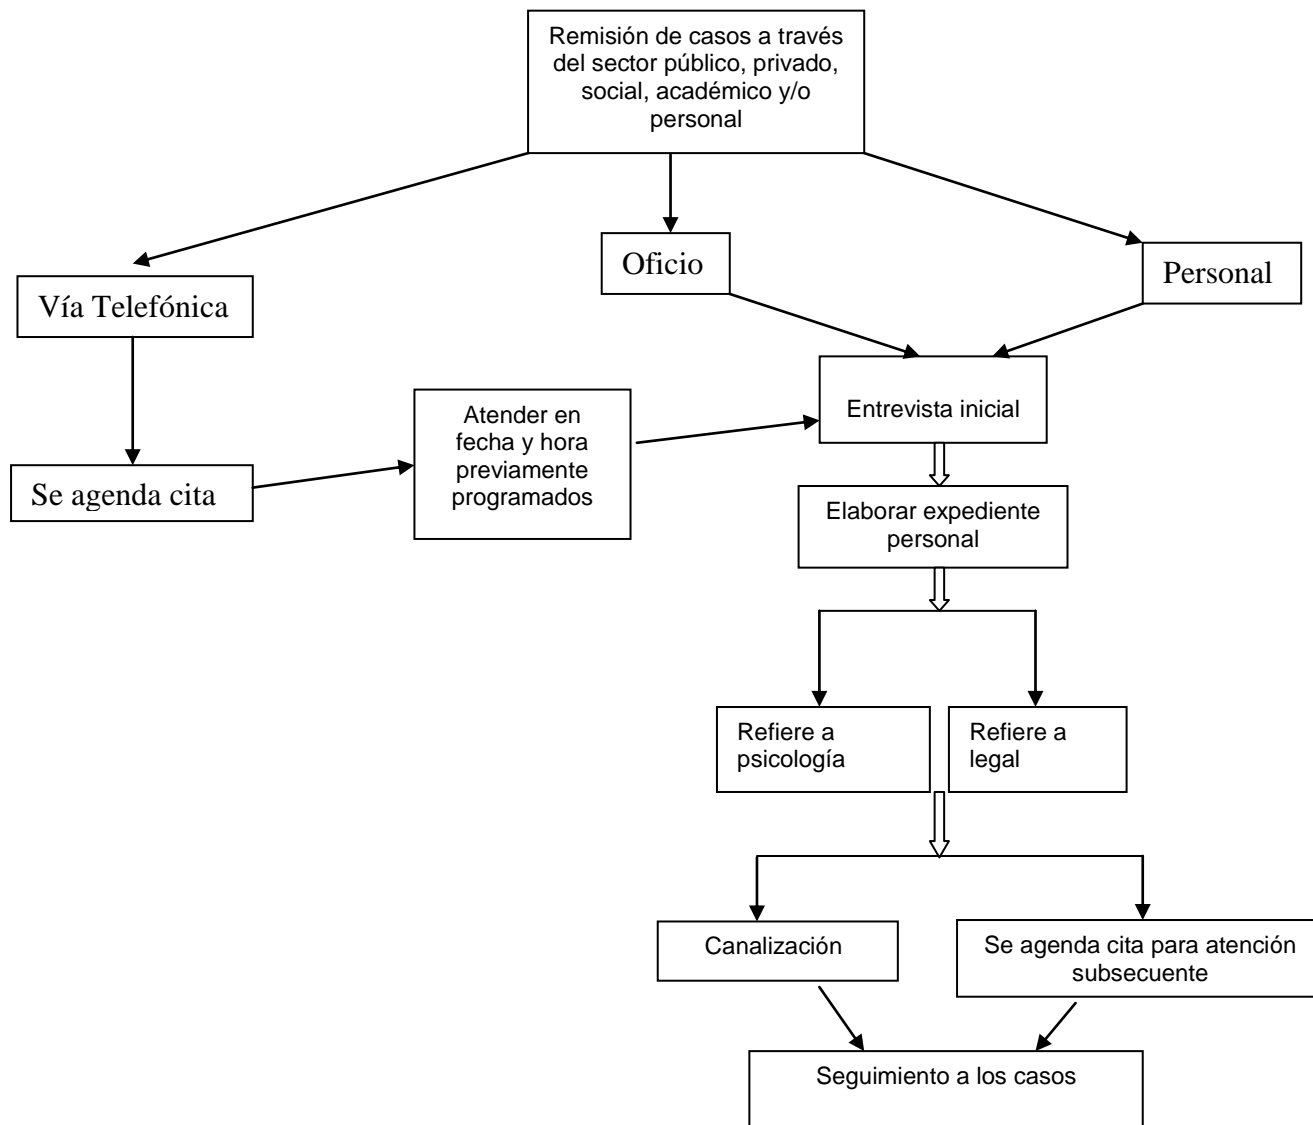 Remisión de casos a través
del sector público, privado,
social, académico y/o
personal
Vía Telefónica
Oficio
Personal
Se agenda cita
Atender en
fecha y hora
previamente
programados
Entrevista inicial
Elaborar expediente
personal
Refiere a
psicología
Refiere a
legal
Canalización
Se agenda cita para atención
subsecuente
Seguimiento a los casos